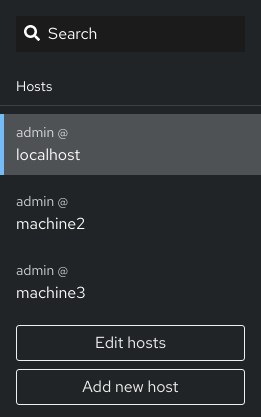 Search
Hosts
admin @
localhost
admin @
machine2
admin @
machine3
Edit hosts
Add new host